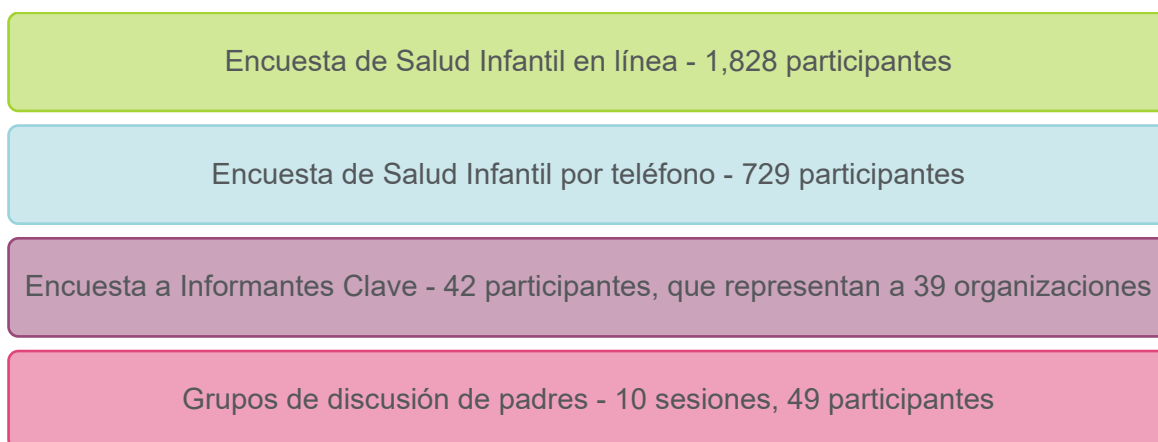 Encuesta de Salud Infantil en línea - 1,828 participantes
Encuesta de Salud Infantil por teléfono - 729 participantes
Encuesta a Informantes Clave - 42 participantes, que representan a 39 organizaciones
Grupos de discusión de padres - 10 sesiones, 49 participantes